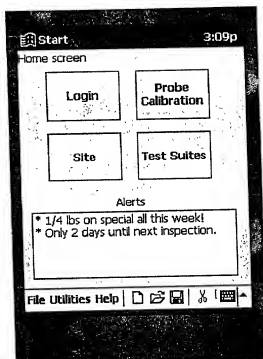 Start 3:09p
Home screen
Login
Probe
Calibration
Site
Test Suites
Alerts
* 1/4 lbs on special all this week!
* Only 2 days until next inspection.
File Utilities Help